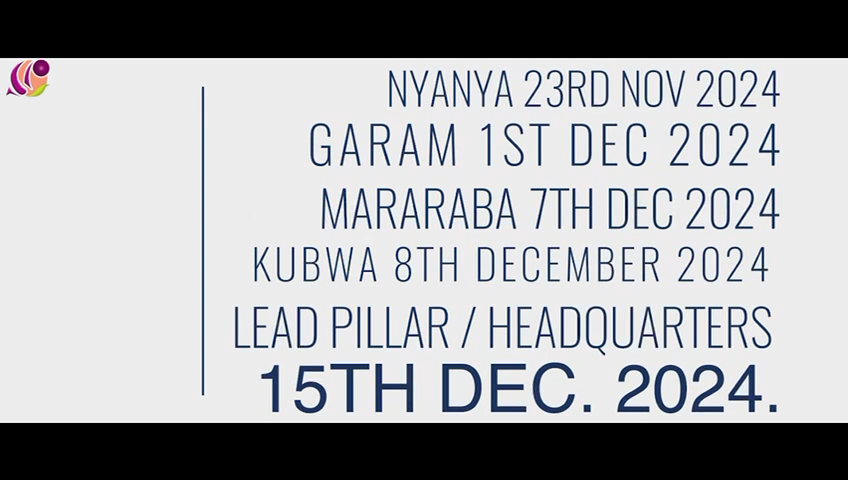 NYANYA 23RD NOV 2024
GARAM 1ST DEC 2024
MARARABA 7TH DEC 2024
KUBWA 8TH DECEMBER 2024
LEAD PILLAR / HEADQUARTERS
15TH DEC. 2024.